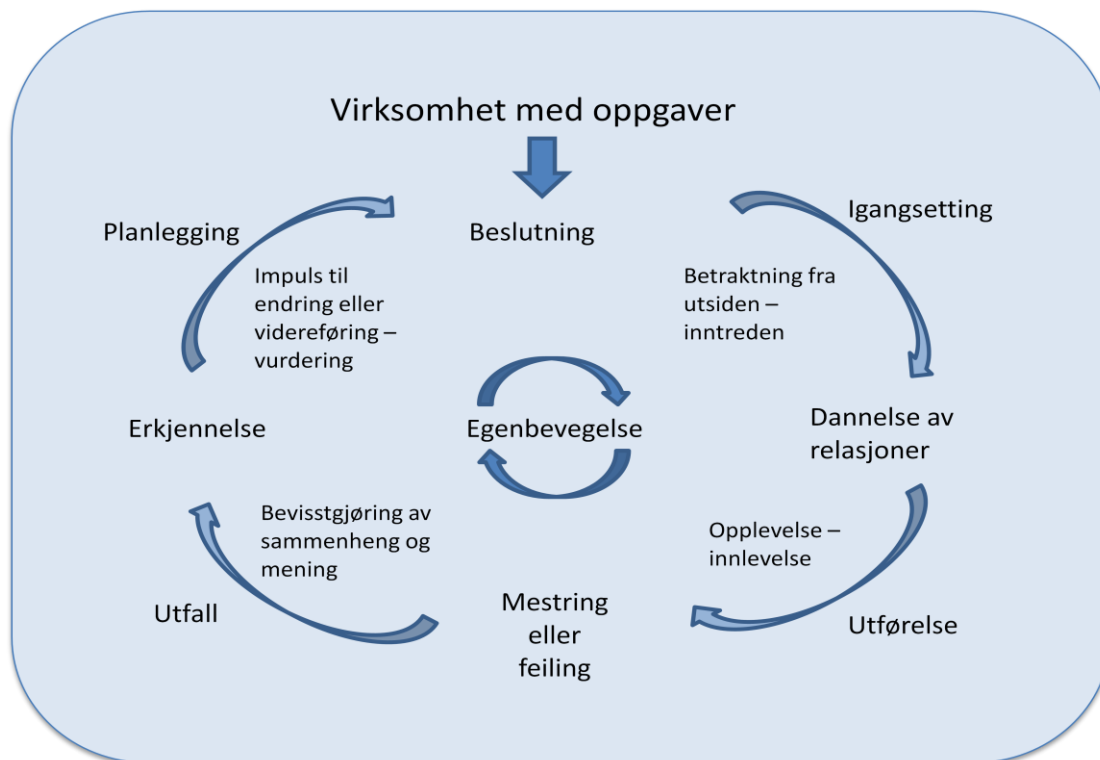 Virksomhet med oppgaver
Planlegging
Beslutning
Igangsetting
Impuls til
endring eller
videreføring –
vurdering
Betraktning fra
utsiden –
inntreden
Erkjennelse
Egenbevegelse
Dannelse av
relasjoner
Bevisstgjøring av
sammenheng og
mening
Opplevelse –
innlevelse
Utfall
Mestring
eller
feiling
Utførelse